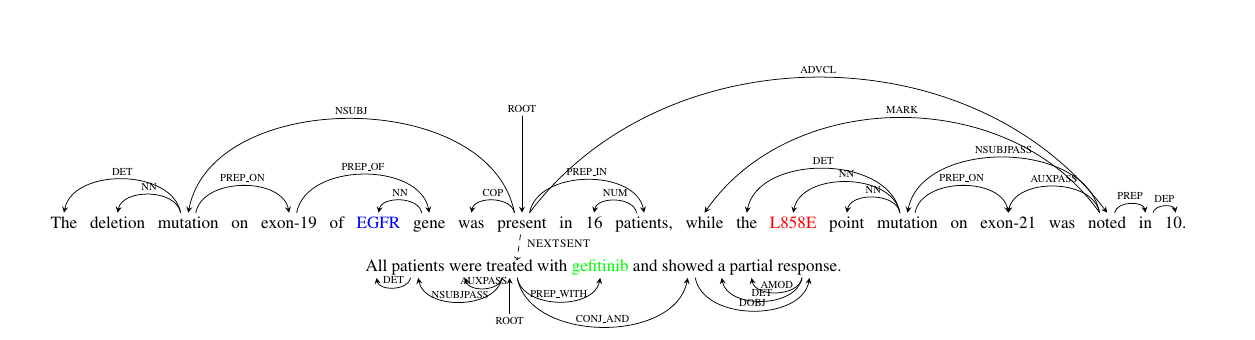 ADVCL
NSUBJ ROOT MARK
DET NN PREP_ON PREP_OF NN COP PREP_IN NUM DET NN NN PREP_ON NSUBJPASS AUXPASS PREP DEP
The deletion mutation on exon-19 of EGFR gene was present in 16 patients, while the L858E point mutation on exon-21 was noted in 10.
NEXTSENT
All patients were treated with gefitinib and showed a partial response.
DET NSUBJPASS AUXPASS PREP_WITH AMOD DET DOBJ
ROOT CONJ_AND